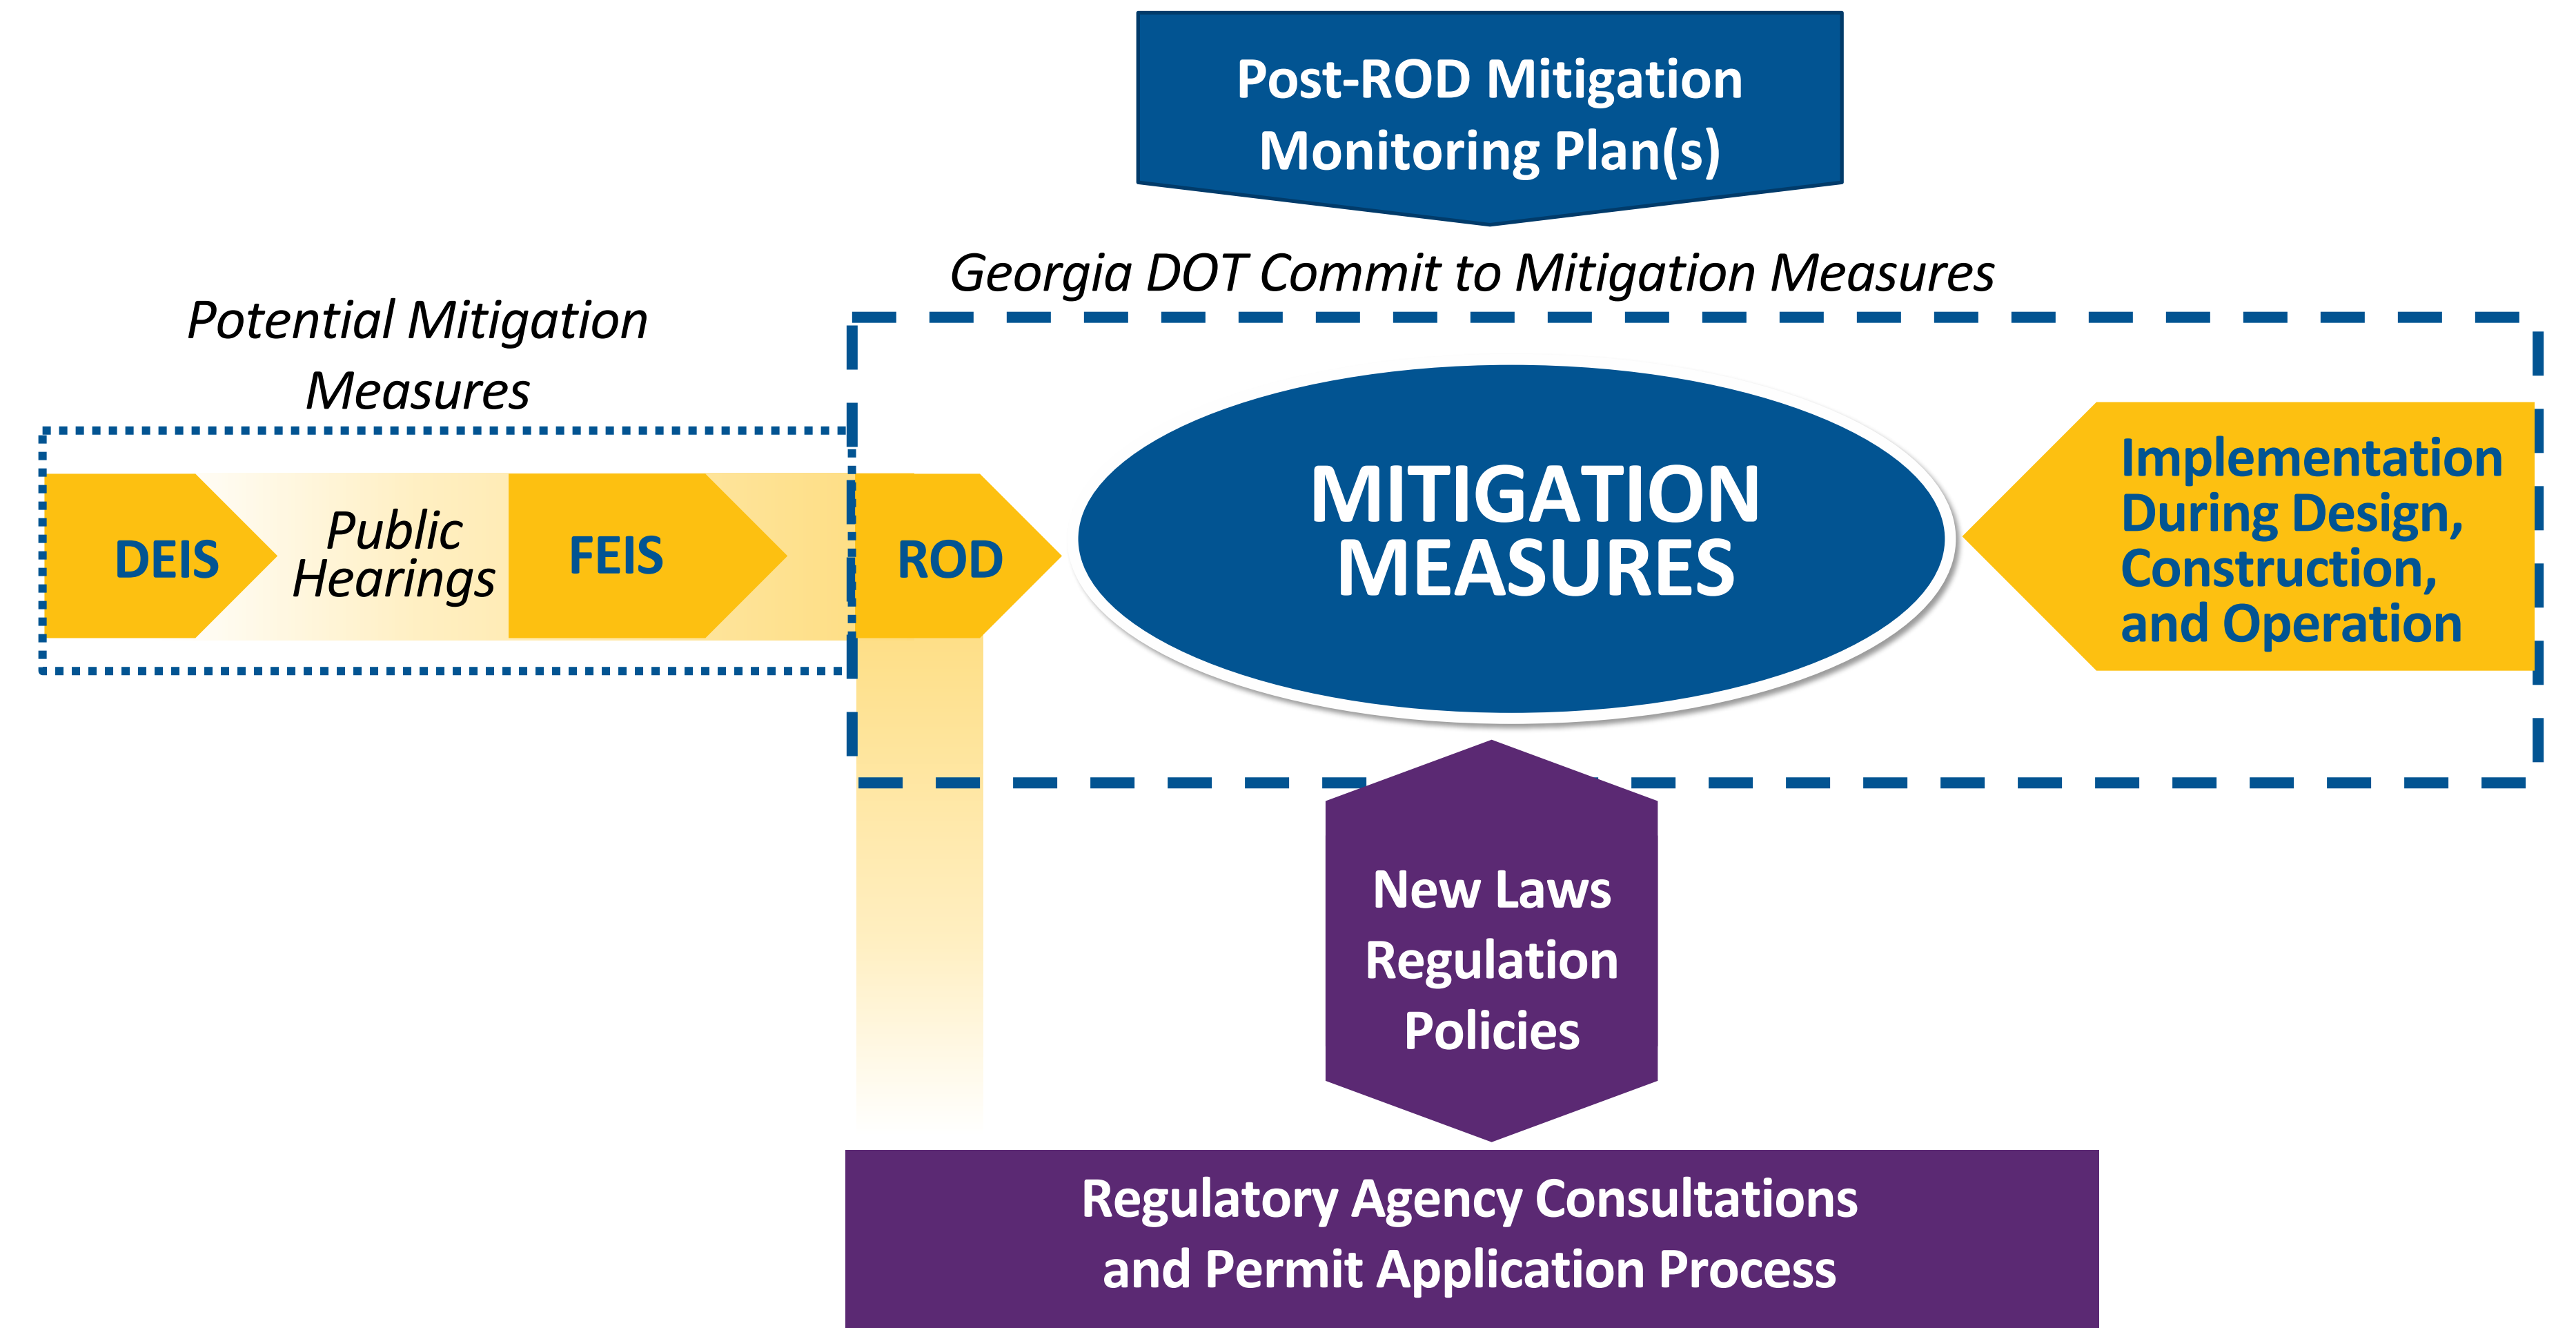 Post-ROD Mitigation
Monitoring Plan(s)
Georgia DOT Commit to Mitigation Measures
Potential Mitigation
Measures
DEIS
Public
Hearings
FEIS
ROD
MITIGATION
MEASURES
Implementation
During Design,
Construction,
and Operation
New Laws
Regulation
Policies
Regulatory Agency Consultations
and Permit Application Process